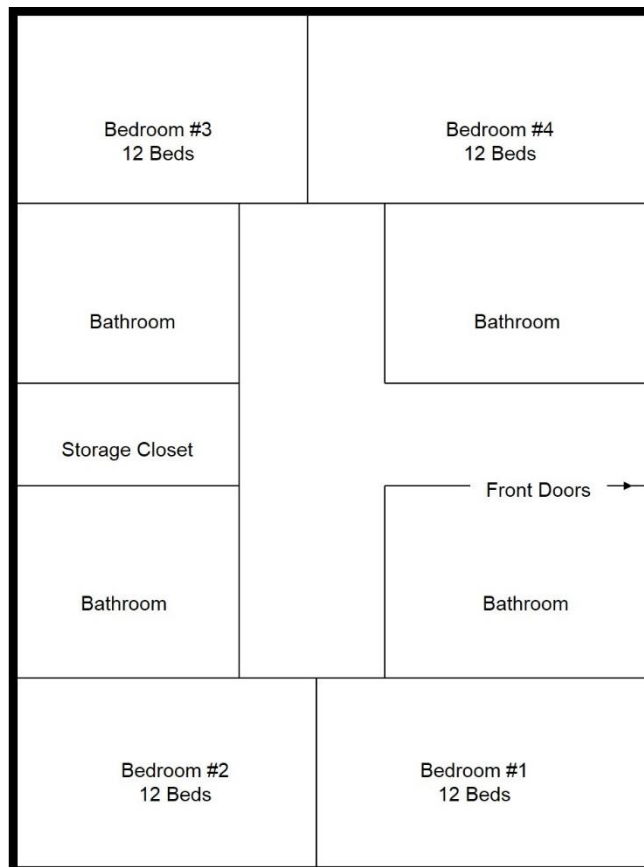 Bedroom #3
12 Beds
Bedroom #4
12 Beds
Bathroom
Bathroom
Storage Closet
Front Doors
Bathroom
Bathroom
Bedroom #2
12 Beds
Bedroom #1
12 Beds